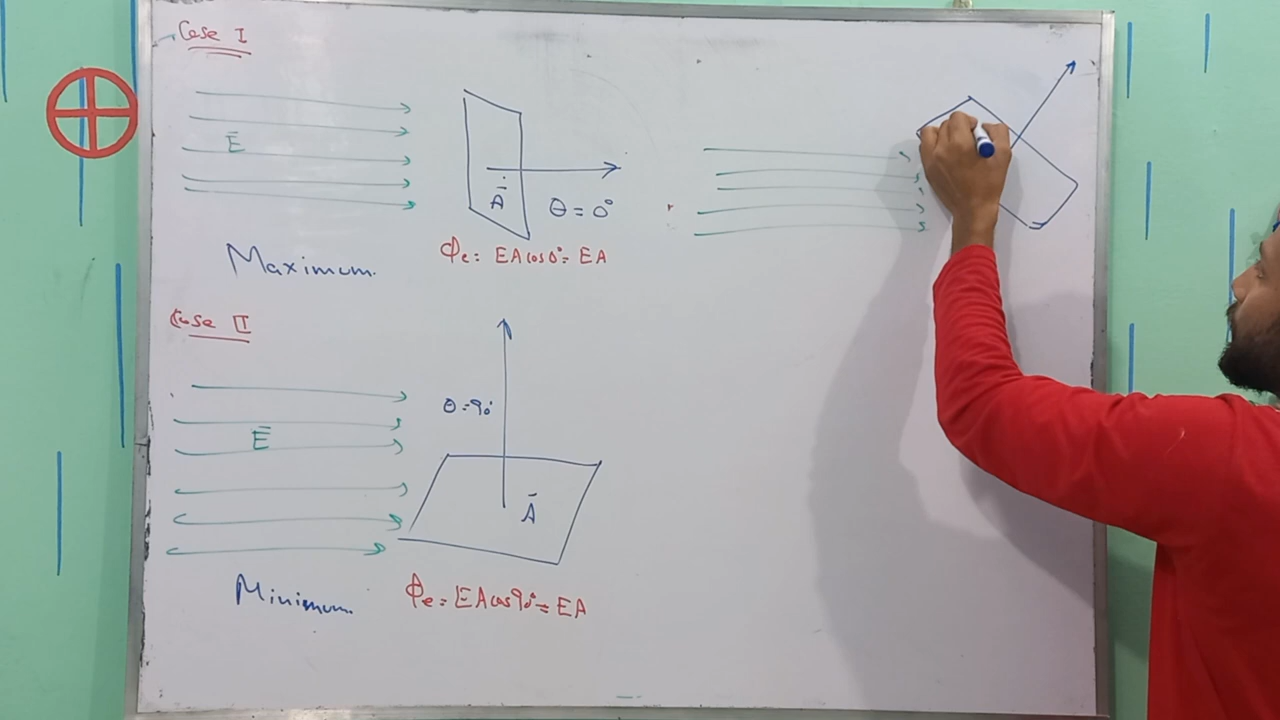 Case I
E̅
A̅
θ = 0°
Maximum.
Φe = EA cos 0° = EA
Case II
θ = 90°
E̅
A̅
Minimum.
Φe = EA cos 90° = EA